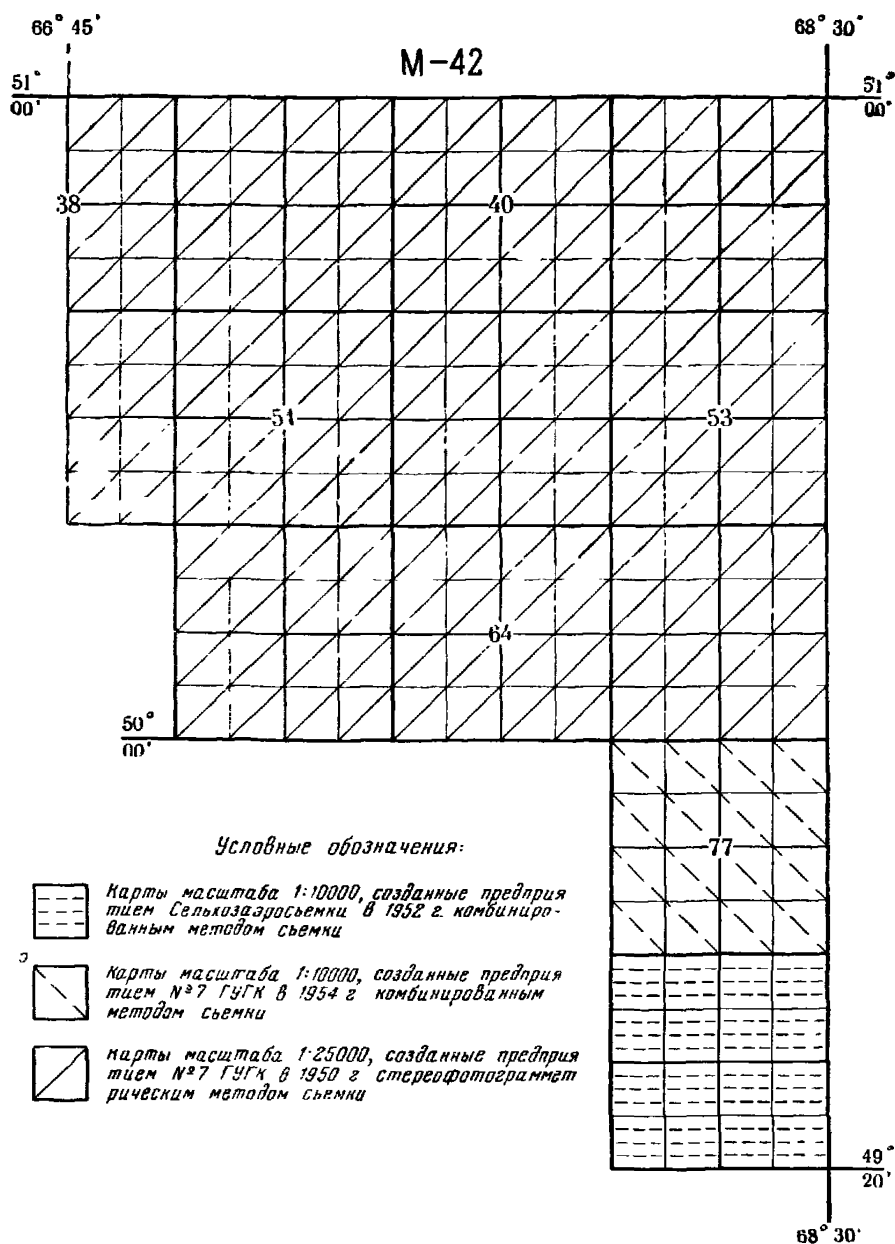 66° 45'
68° 30'
М-42
51°
00'
51°
00'
38
40
51
53
64
50°
00'
77
Условные обозначения:
Карты масштаба 1:10000, созданные предприя
тием Сельхозаэросъемки в 1952 г. комбиниро-
ванным методом съемки
Карты масштаба 1:10000, созданные предприя
тием №7 ГУГК в 1954 г комбинированным
методом съемки
Карты масштаба 1:25000, созданные предприя
тием №7 ГУГК в 1950 г стереофотограммет
рическим методом съемки
49°
20'
68° 30'